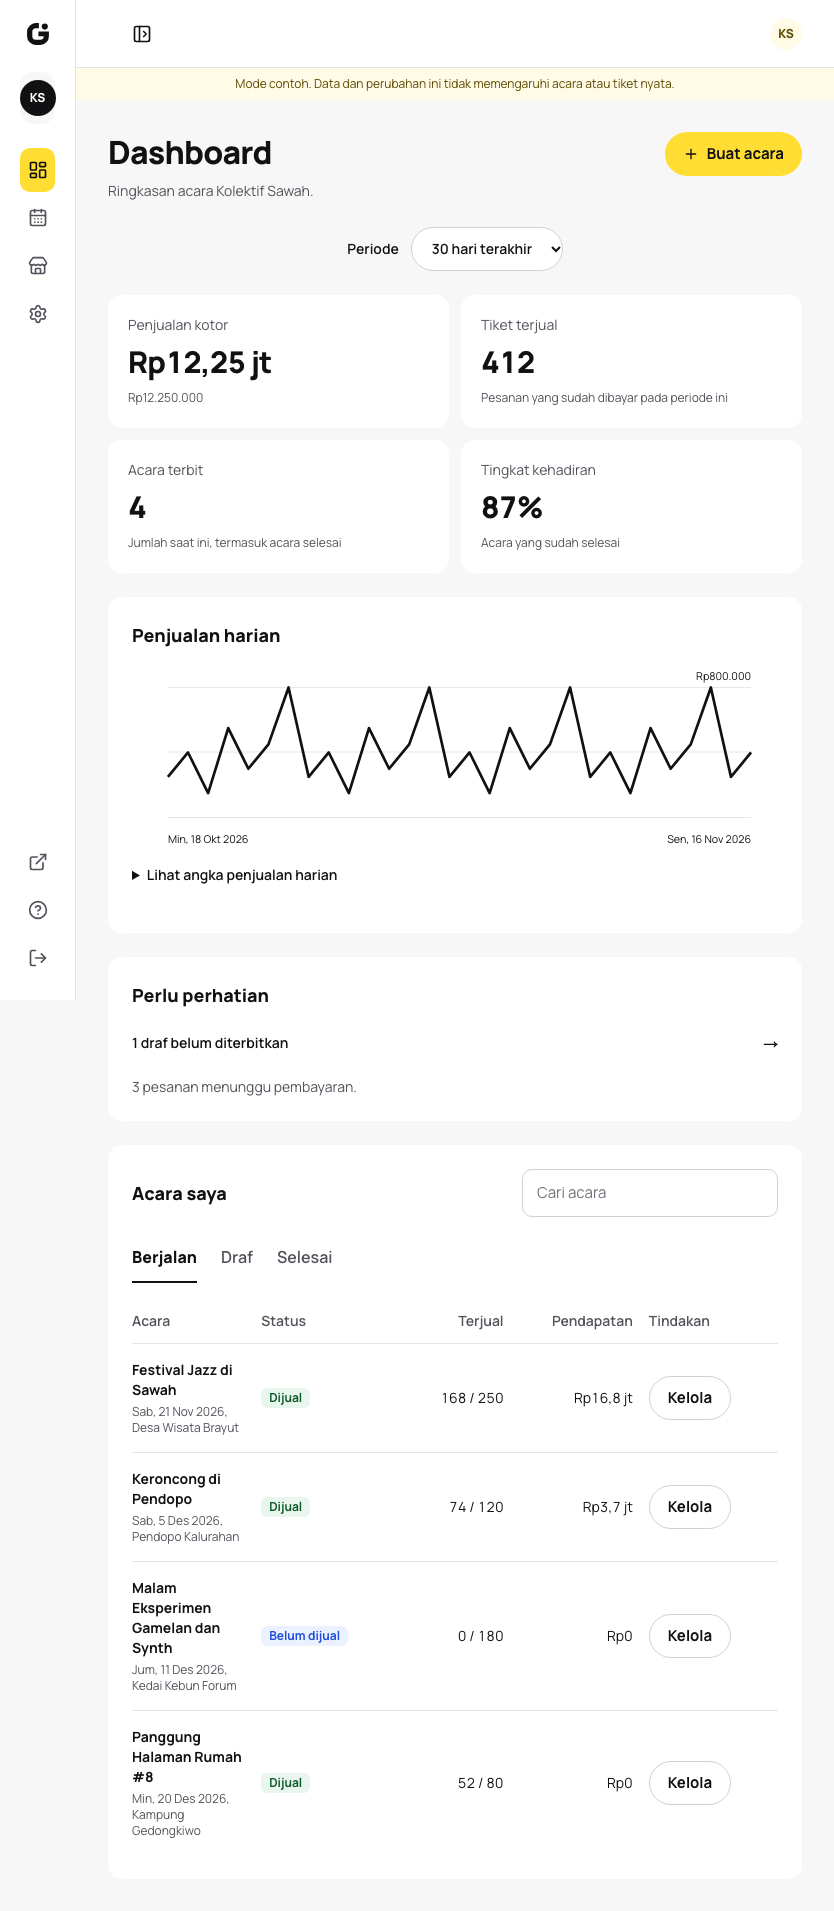 G
KS
KS
Mode contoh. Data dan perubahan ini tidak memengaruhi acara atau tiket nyata.
Dashboard
+ Buat acara
Ringkasan acara Kolektif Sawah.
Periode 30 hari terakhir
Penjualan kotor
Rp12,25 jt
Rp12.250.000
Tiket terjual
412
Pesanan yang sudah dibayar pada periode ini
Acara terbit
4
Jumlah saat ini, termasuk acara selesai
Tingkat kehadiran
87%
Acara yang sudah selesai
Penjualan harian
Rp800.000
Min, 18 Okt 2026
Sen, 16 Nov 2026
Lihat angka penjualan harian
Perlu perhatian
1 draf belum diterbitkan →
3 pesanan menunggu pembayaran.
Acara saya
Cari acara
Berjalan Draf Selesai
Acara Status Terjual Pendapatan Tindakan
Festival Jazz di
Sawah
Sab, 21 Nov 2026,
Desa Wisata Brayut
Dijual
168 / 250
Rp16,8 jt
Kelola
Keroncong di
Pendopo
Sab, 5 Des 2026,
Pendopo Kalurahan
Dijual
74 / 120
Rp3,7 jt
Kelola
Malam
Eksperimen
Gamelan dan
Synth
Jum, 11 Des 2026,
Kedai Kebun Forum
Belum dijual
0 / 180
Rp0
Kelola
Panggung
Halaman Rumah
#8
Min, 20 Des 2026,
Kampung
Gedongkiwo
Dijual
52 / 80
Rp0
Kelola